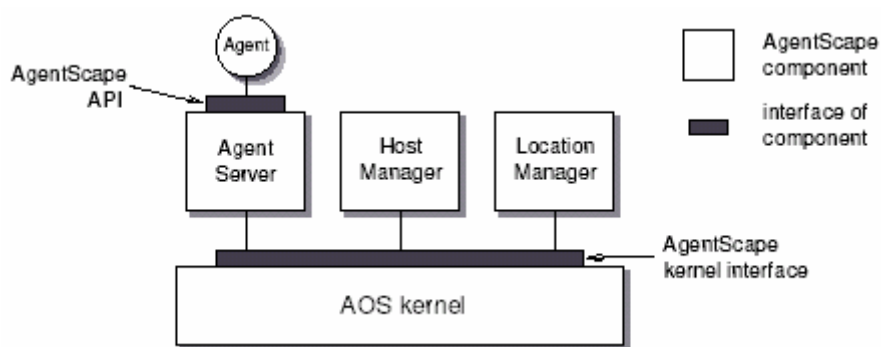 Agent
AgentScape
API
AgentScape
component
interface of
component
Agent
Server
Host
Manager
Location
Manager
AgentScape
kernel interface
AOS kernel